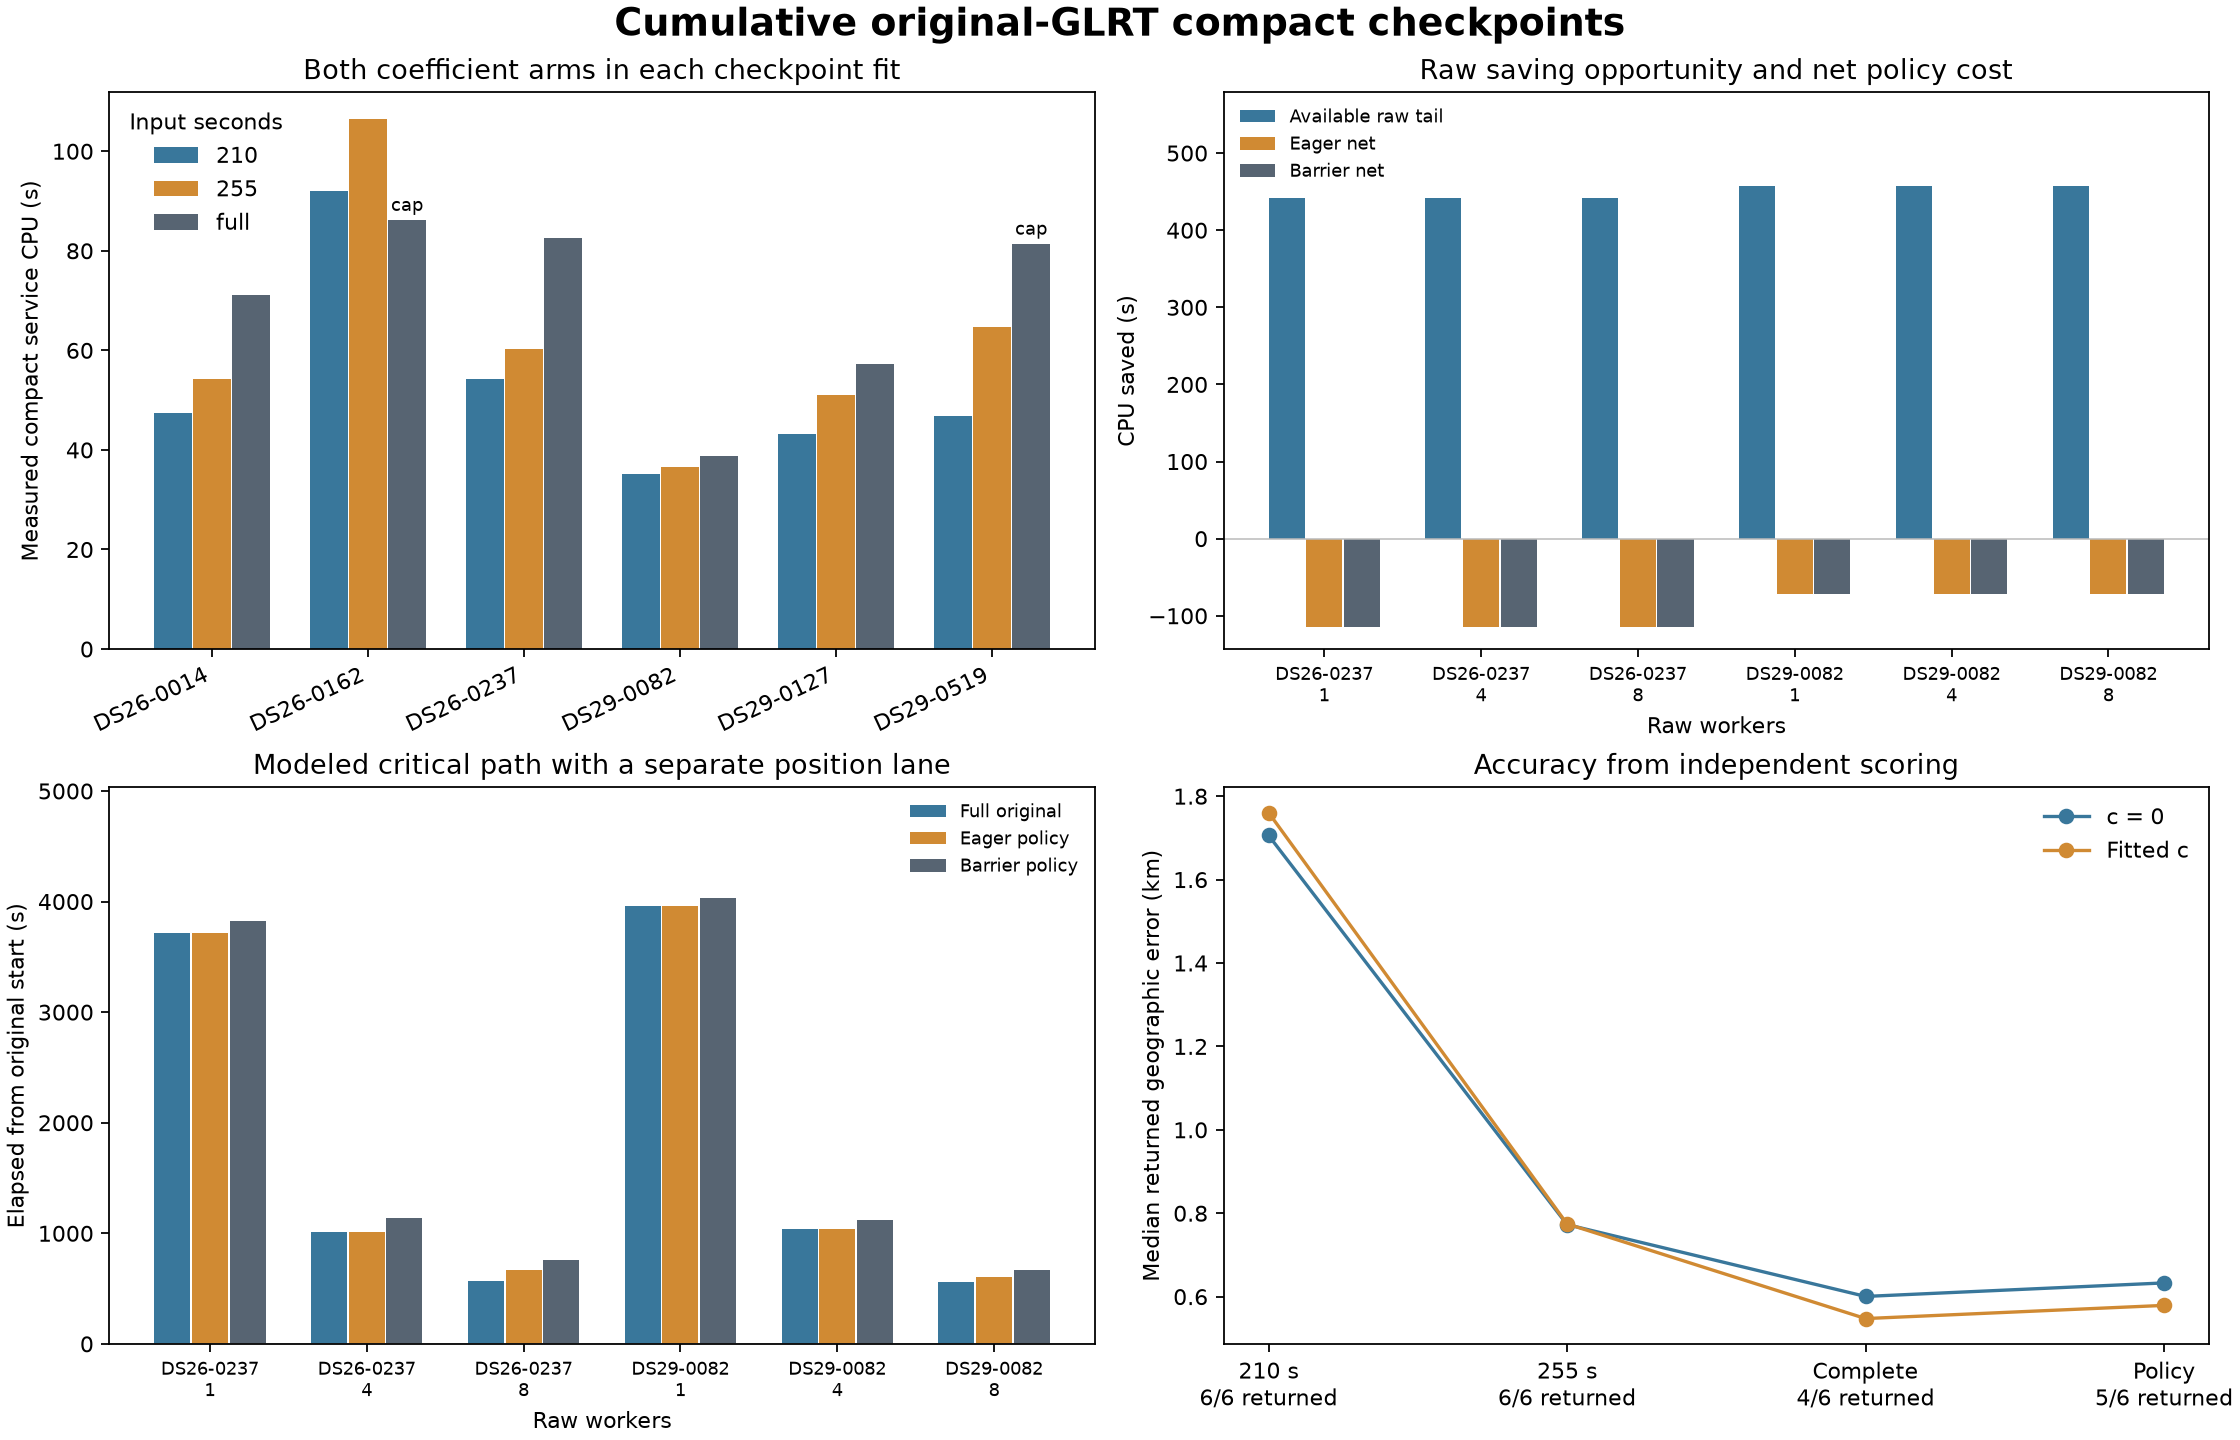 Cumulative original-GLRT compact checkpoints
Both coefficient arms in each checkpoint fit
Measured compact service CPU (s)
100
80
60
40
20
0
Input seconds
210
255
full
cap
cap
DS26-0014
DS26-0162
DS26-0237
DS29-0082
DS29-0127
DS29-0519
Raw saving opportunity and net policy cost
CPU saved (s)
500
400
300
200
100
0
−100
Available raw tail
Eager net
Barrier net
DS26-0237
1
DS26-0237
4
DS26-0237
8
DS29-0082
1
DS29-0082
4
DS29-0082
8
Raw workers
Modeled critical path with a separate position lane
Elapsed from original start (s)
5000
4000
3000
2000
1000
0
Full original
Eager policy
Barrier policy
DS26-0237
1
DS26-0237
4
DS26-0237
8
DS29-0082
1
DS29-0082
4
DS29-0082
8
Raw workers
Accuracy from independent scoring
Median returned geographic error (km)
1.8
1.6
1.4
1.2
1.0
0.8
0.6
c = 0
Fitted c
210 s
6/6 returned
255 s
6/6 returned
Complete
4/6 returned
Policy
5/6 returned